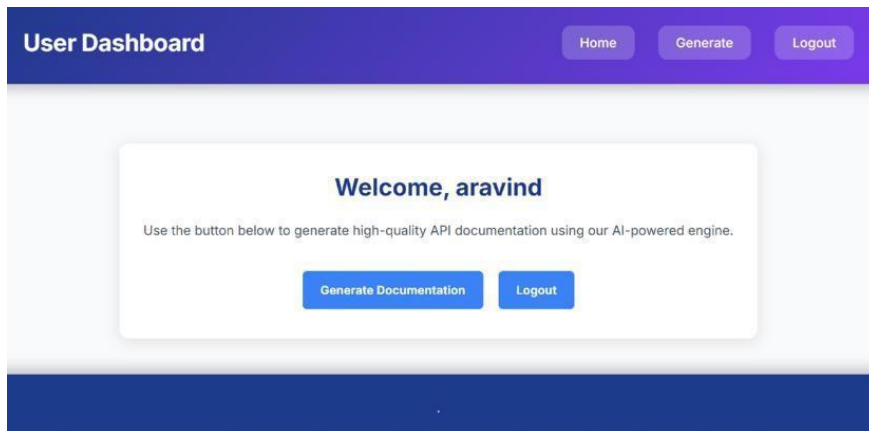 User Dashboard
Home
Generate
Logout
Welcome, aravind
Use the button below to generate high-quality API documentation using our AI-powered engine.
Generate Documentation
Logout
.